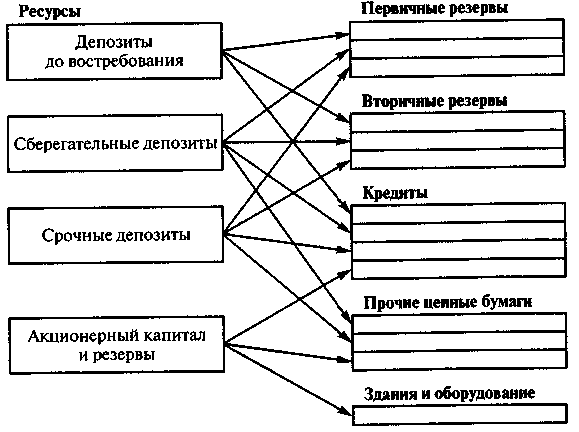 Ресурсы
Депозиты
до востребования
Сберегательные депозиты
Срочные депозиты
Акционерный капитал
и резервы
Первичные резервы
Вторичные резервы
Кредиты
Прочие ценные бумаги
Здания и оборудование